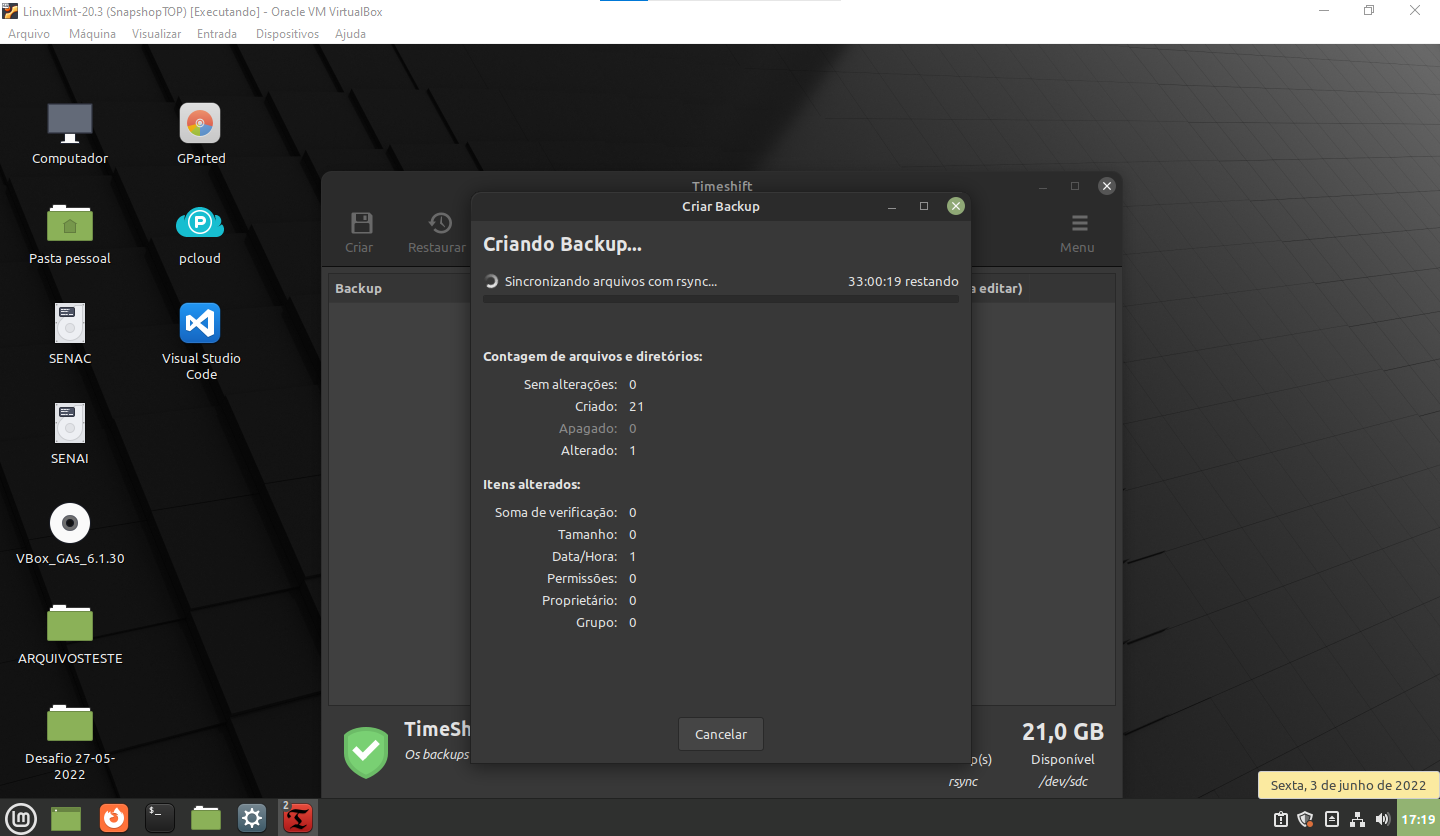 LinuxMint-20.3 (SnapshopTOP) [Executando] - Oracle VM VirtualBox
Arquivo Máquina Visualizar Entrada Dispositivos Ajuda
Computador
GParted
Pasta pessoal
pcloud
SENAC
Visual Studio
Code
SENAI
VBox_GAs_6.1.30
ARQUIVOSTESTE
Desafio 27-05-
2022
Timeshift
Criar
Restaurar
Menu
Backup
a editar)
Criar Backup
Criando Backup...
Sincronizando arquivos com rsync... 33:00:19 restando
Contagem de arquivos e diretórios:
Sem alterações: 0
Criado: 21
Apagado: 0
Alterado: 1
Itens alterados:
Soma de verificação: 0
Tamanho: 0
Data/Hora: 1
Permissões: 0
Proprietário: 0
Grupo: 0
Cancelar
TimeSh
Os backups
p(s)
rsync
21,0 GB
Disponível
/dev/sdc
Sexta, 3 de junho de 2022
$_
2
17:19